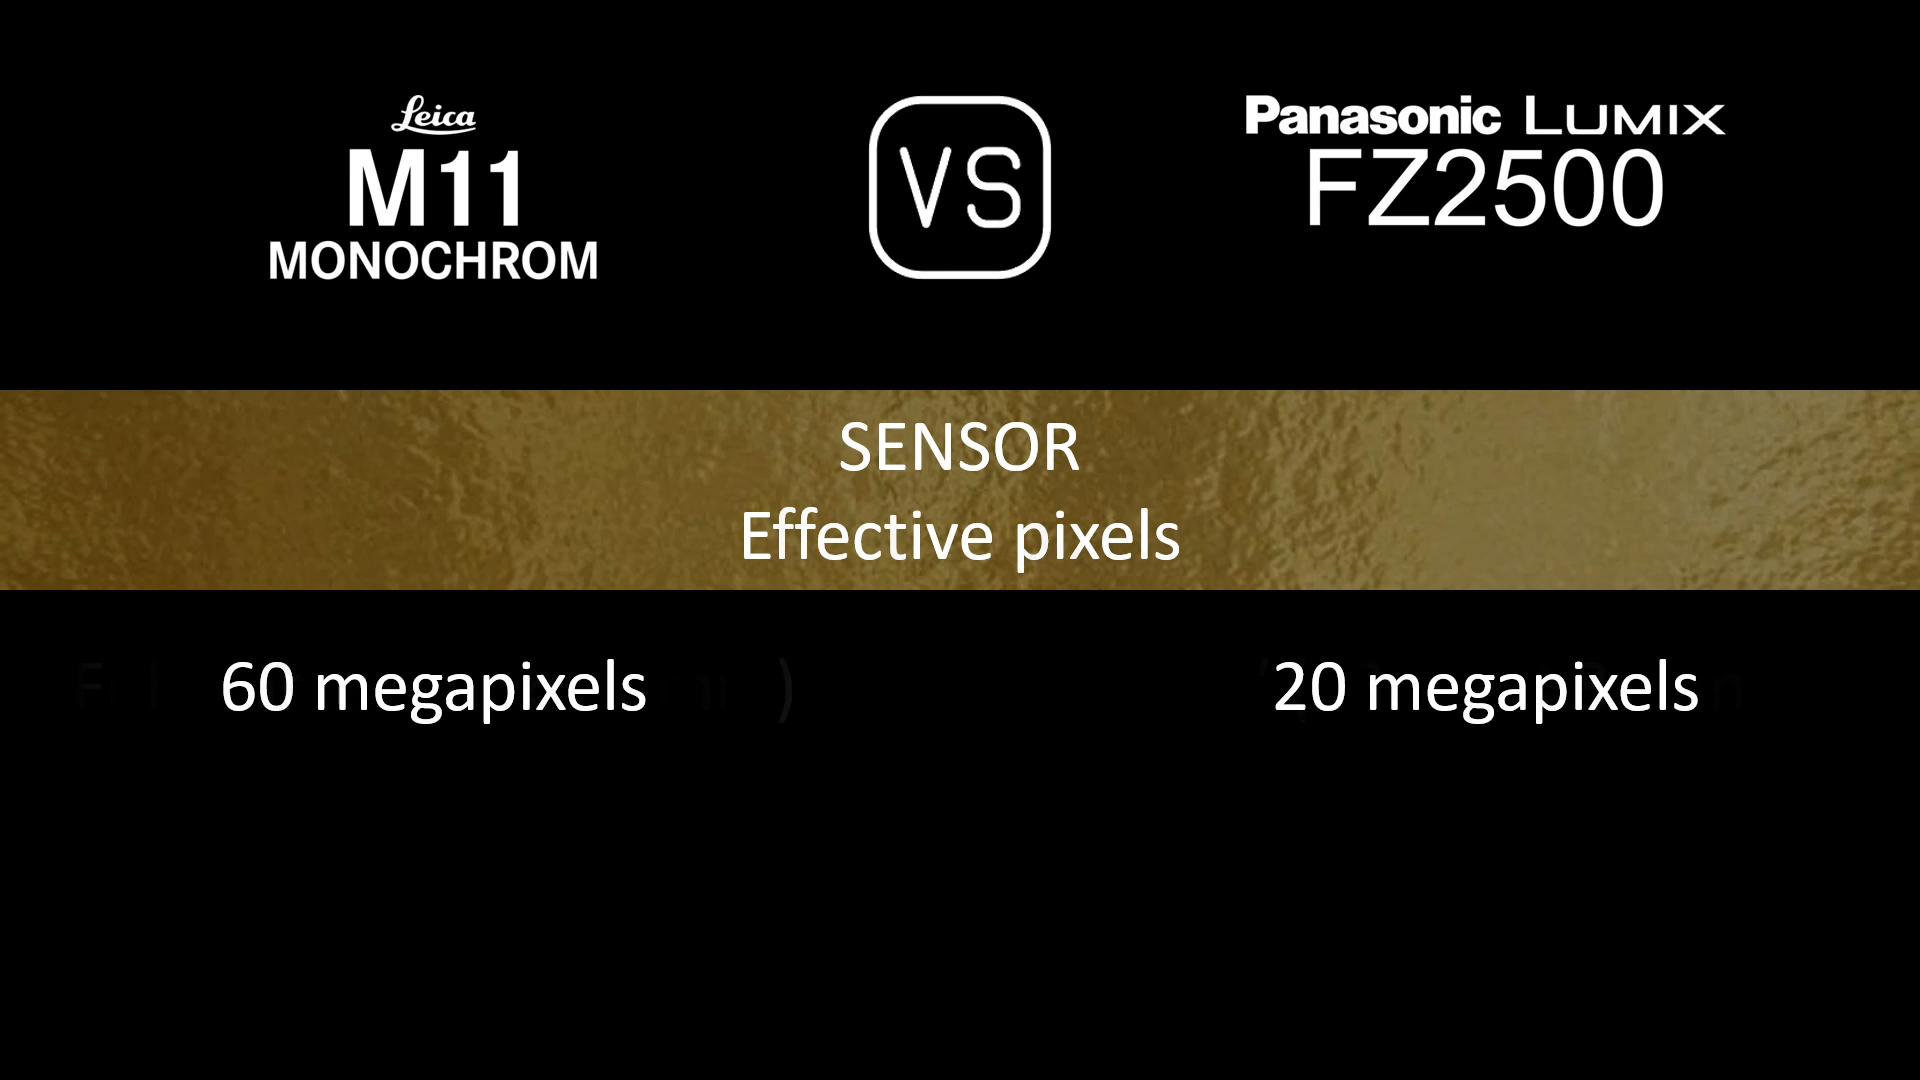 Leica
M11
MONOCHROM
VS
Panasonic LUMIX
FZ2500
SENSOR
Effective pixels
60 megapixels
20 megapixels